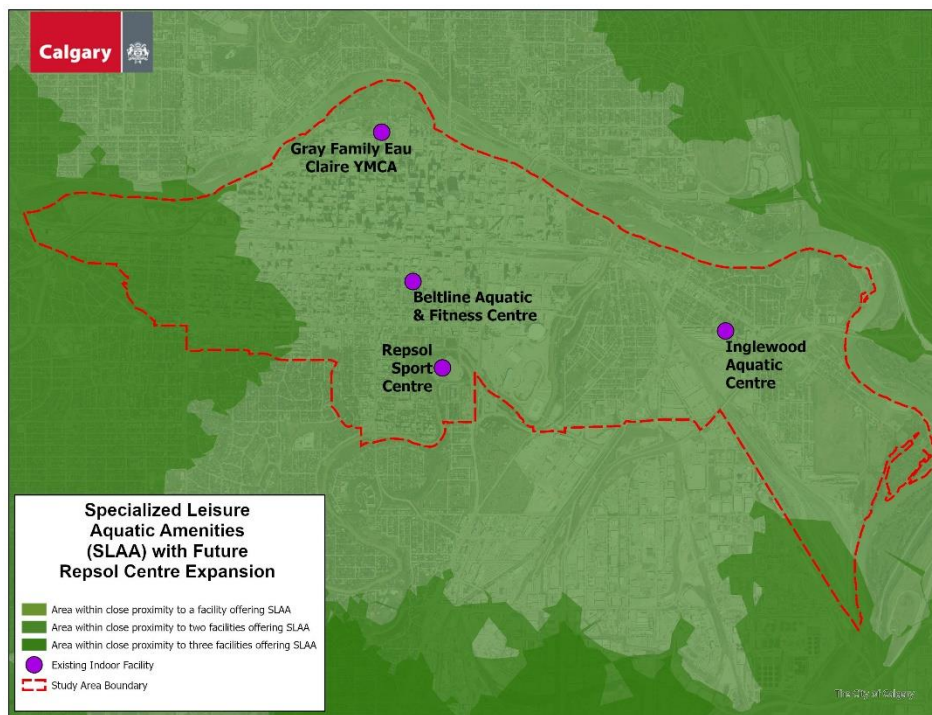 Calgary
Gray Family Eau
Claire YMCA
Beltline Aquatic
& Fitness Centre
Repsol
Sport
Centre
Inglewood
Aquatic
Centre
Specialized Leisure
Aquatic Amenities
(SLAA) with Future
Repsol Centre Expansion
Area within close proximity to a facility offering SLAA
Area within close proximity to two facilities offering SLAA
Area within close proximity to three facilities offering SLAA
Existing Indoor Facility
Study Area Boundary
The City of Calgary